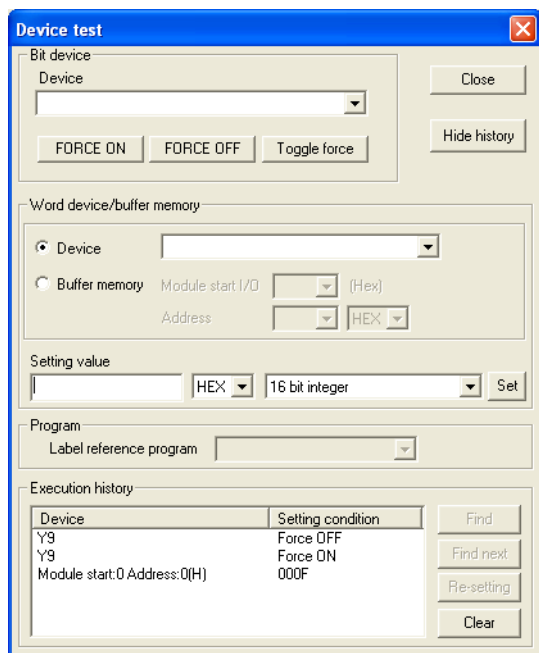 Device test
Bit device
Device
Close
FORCE ON FORCE OFF Toggle force
Hide history
Word device/buffer memory
Device
Buffer memory Module start I/O (Hex)
Address HEX
Setting value
HEX 16 bit integer Set
Program
Label reference program
Execution history
Device Setting condition
Y9 Force OFF
Y9 Force ON
Module start:0 Address:0(H) 000F
Find
Find next
Re-setting
Clear